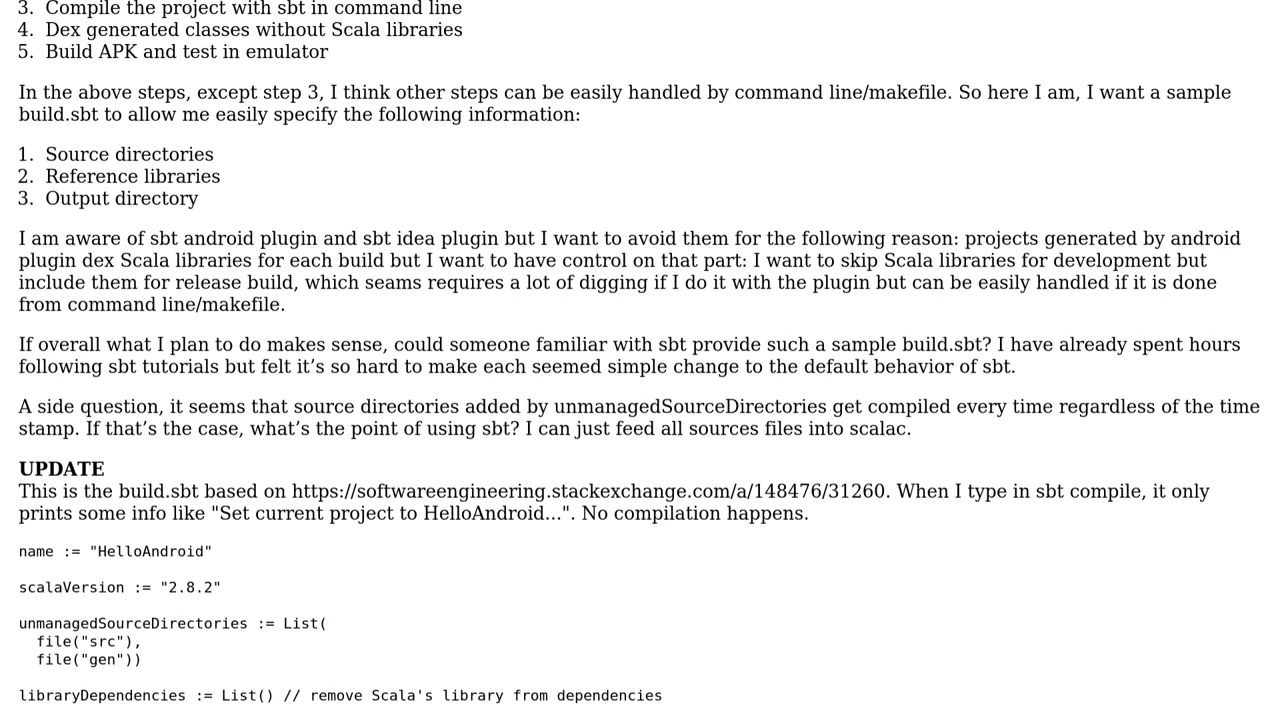 3. Compile the project with sbt in command line
4. Dex generated classes without Scala libraries
5. Build APK and test in emulator
In the above steps, except step 3, I think other steps can be easily handled by command line/makefile. So here I am, I want a sample
build.sbt to allow me easily specify the following information:
1. Source directories
2. Reference libraries
3. Output directory
I am aware of sbt android plugin and sbt idea plugin but I want to avoid them for the following reason: projects generated by android
plugin dex Scala libraries for each build but I want to have control on that part: I want to skip Scala libraries for development but
include them for release build, which seams requires a lot of digging if I do it with the plugin but can be easily handled if it is done
from command line/makefile.
If overall what I plan to do makes sense, could someone familiar with sbt provide such a sample build.sbt? I have already spent hours
following sbt tutorials but felt it’s so hard to make each seemed simple change to the default behavior of sbt.
A side question, it seems that source directories added by unmanagedSourceDirectories get compiled every time regardless of the time
stamp. If that’s the case, what’s the point of using sbt? I can just feed all sources files into scalac.
UPDATE
This is the build.sbt based on https://softwareengineering.stackexchange.com/a/148476/31260. When I type in sbt compile, it only
prints some info like "Set current project to HelloAndroid...". No compilation happens.
name := "HelloAndroid"
scalaVersion := "2.8.2"
unmanagedSourceDirectories := List(
  file("src"),
  file("gen"))
libraryDependencies := List() // remove Scala's library from dependencies